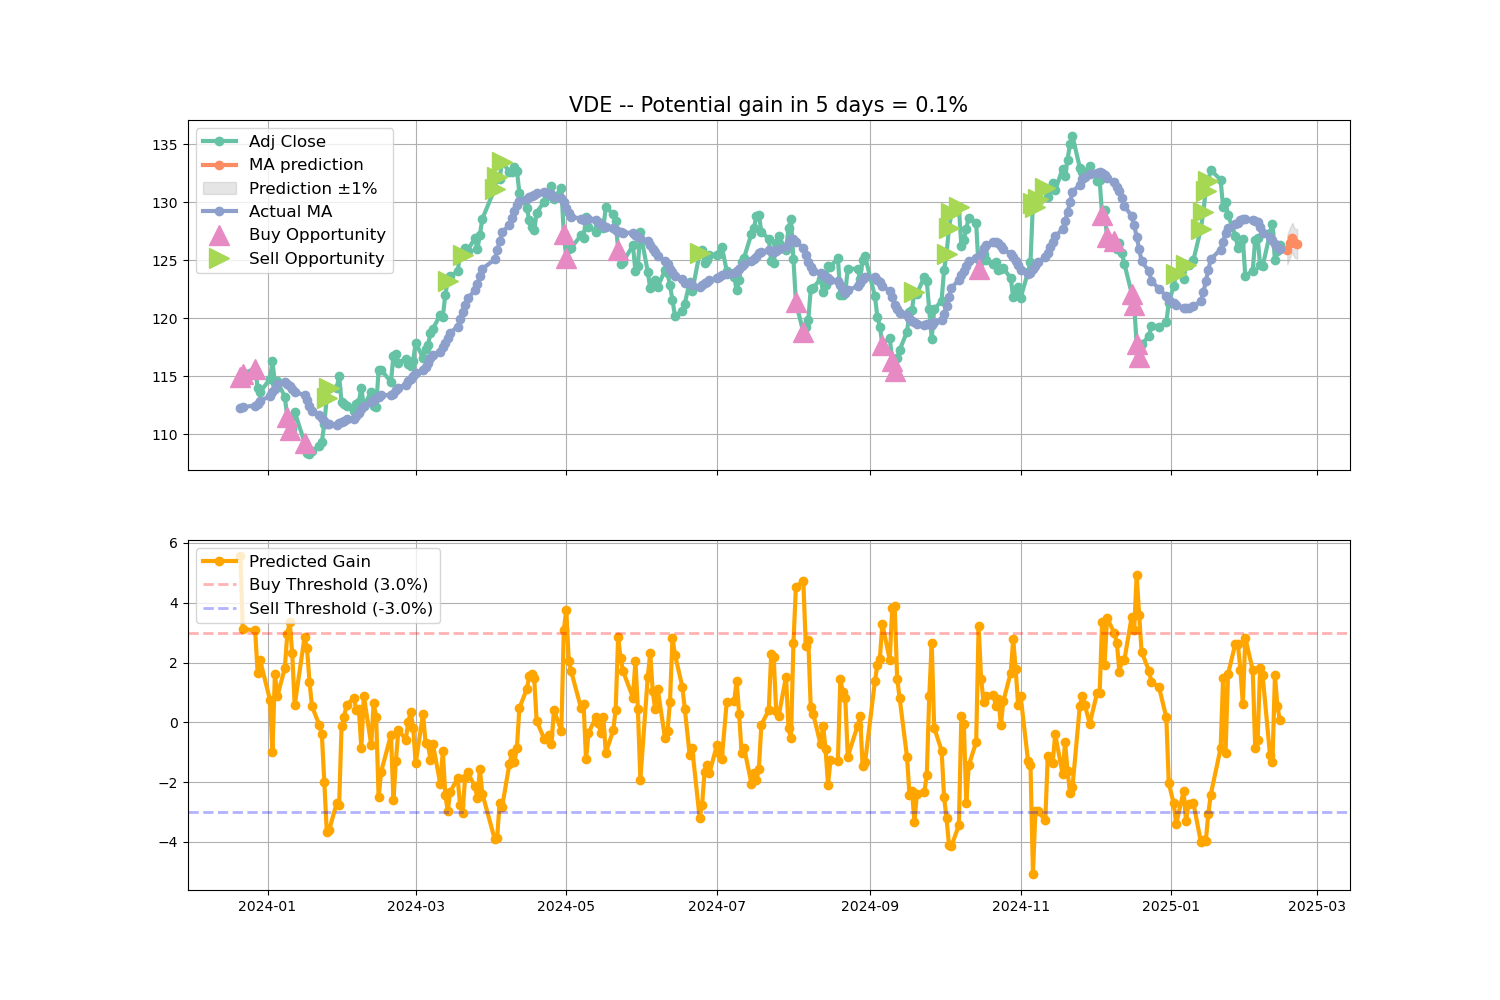 VDE -- Potential gain in 5 days = 0.1%
135
130
125
120
115
110
Adj Close
MA prediction
Prediction ±1%
Actual MA
Buy Opportunity
Sell Opportunity
6
4
2
0
−2
−4
Predicted Gain
Buy Threshold (3.0%)
Sell Threshold (-3.0%)
2024-01
2024-03
2024-05
2024-07
2024-09
2024-11
2025-01
2025-03